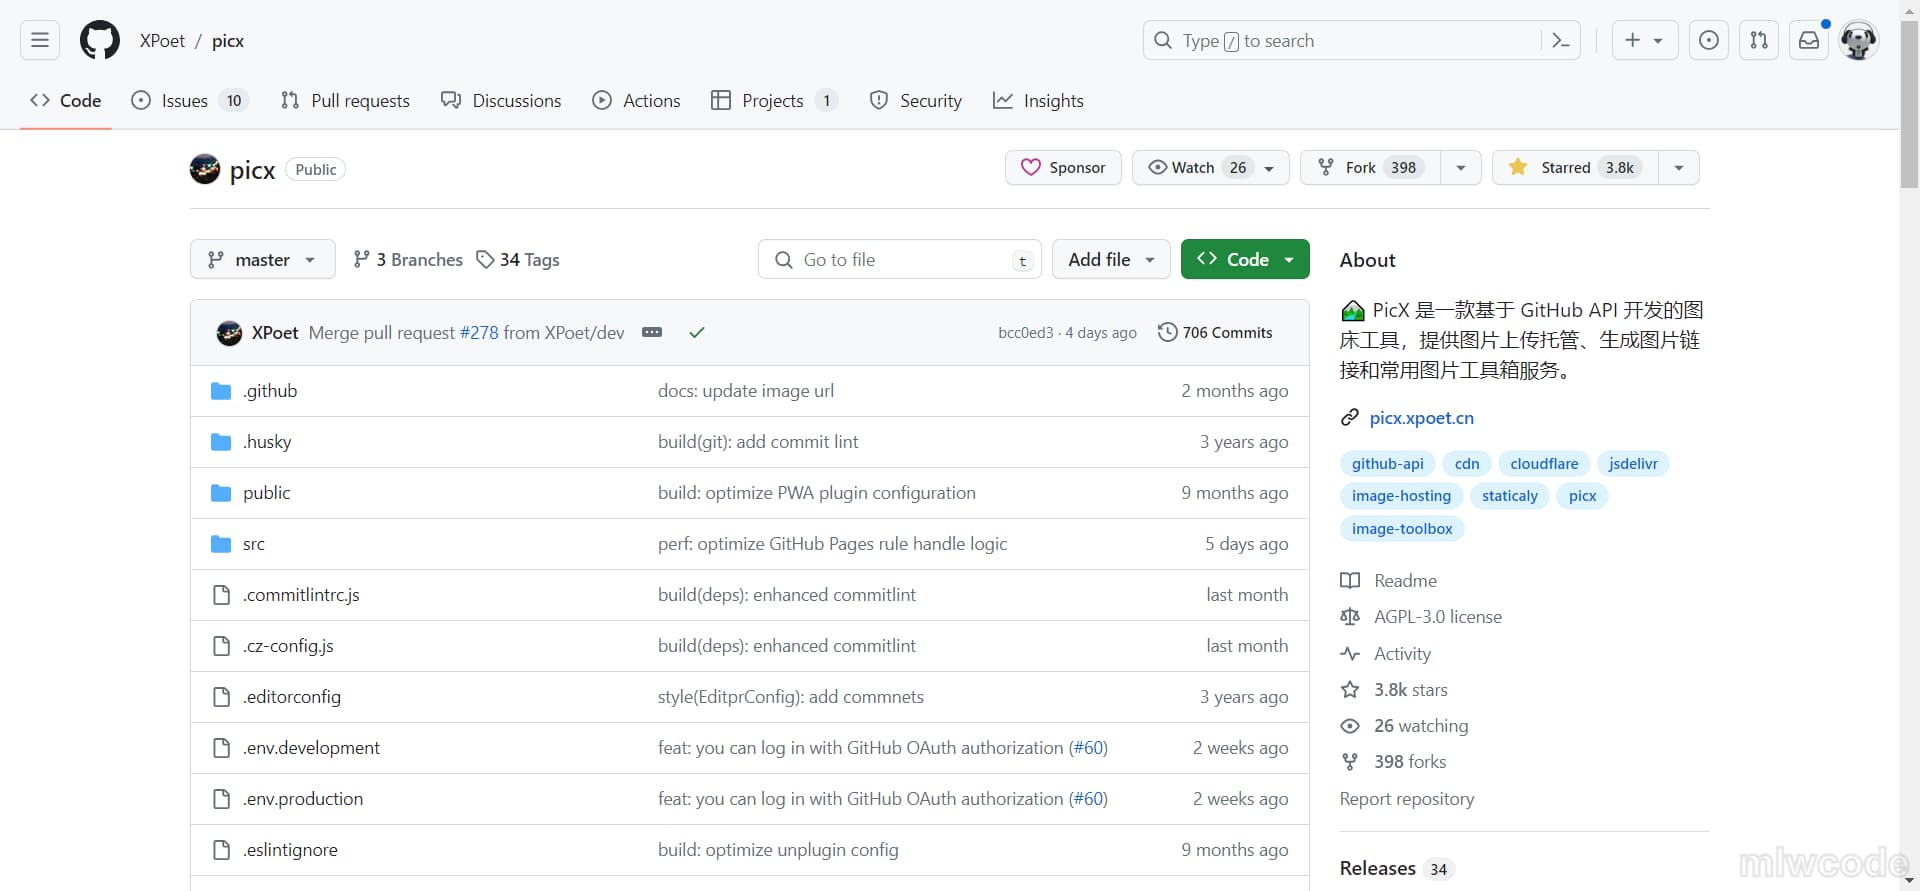 XPoet / picx
Type / to search
Code
Issues 10
Pull requests
Discussions
Actions
Projects 1
Security
Insights
picx Public
Sponsor
Watch 26
Fork 398
Starred 3.8k
master
3 Branches
34 Tags
Go to file t
Add file
Code
XPoet Merge pull request #278 from XPoet/dev
bcc0ed3 · 4 days ago
706 Commits
.github docs: update image url 2 months ago
.husky build(git): add commit lint 3 years ago
public build: optimize PWA plugin configuration 9 months ago
src perf: optimize GitHub Pages rule handle logic 5 days ago
.commitlintrc.js build(deps): enhanced commitlint last month
.cz-config.js build(deps): enhanced commitlint last month
.editorconfig style(EditprConfig): add commnets 3 years ago
.env.development feat: you can log in with GitHub OAuth authorization (#60) 2 weeks ago
.env.production feat: you can log in with GitHub OAuth authorization (#60) 2 weeks ago
.eslintignore build: optimize unplugin config 9 months ago
About
PicX 是一款基于 GitHub API 开发的图
床工具，提供图片上传托管、生成图片链
接和常用图片工具箱服务。
picx.xpoet.cn
github-api cdn cloudflare jsdelivr
image-hosting staticaly picx
image-toolbox
Readme
AGPL-3.0 license
Activity
3.8k stars
26 watching
398 forks
Report repository
Releases 34
mlwcode